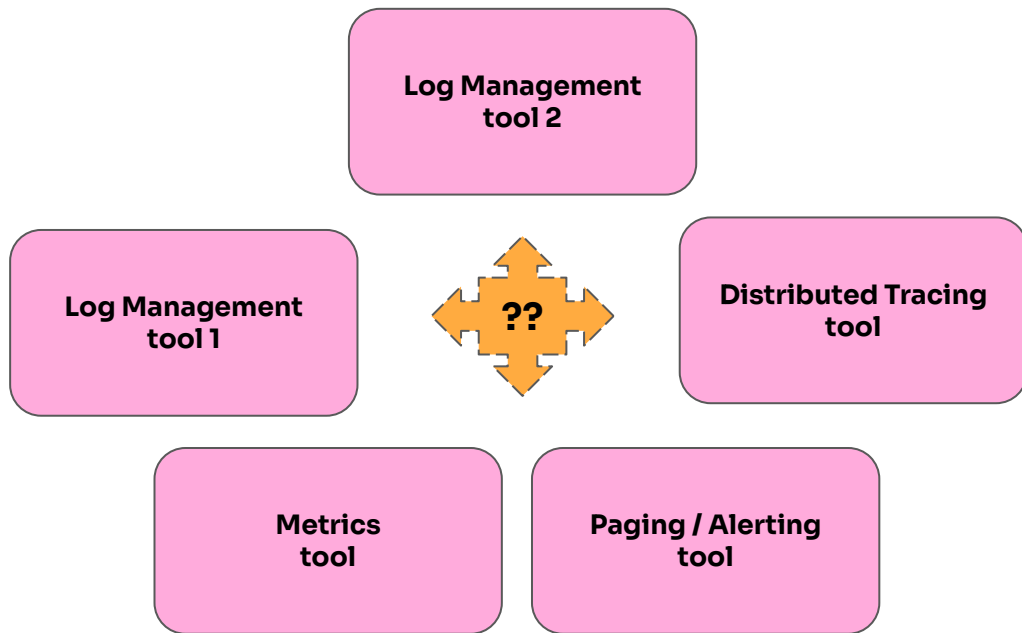 Log Management
tool 2
Log Management
tool 1
??
Distributed Tracing
tool
Metrics
tool
Paging / Alerting
tool